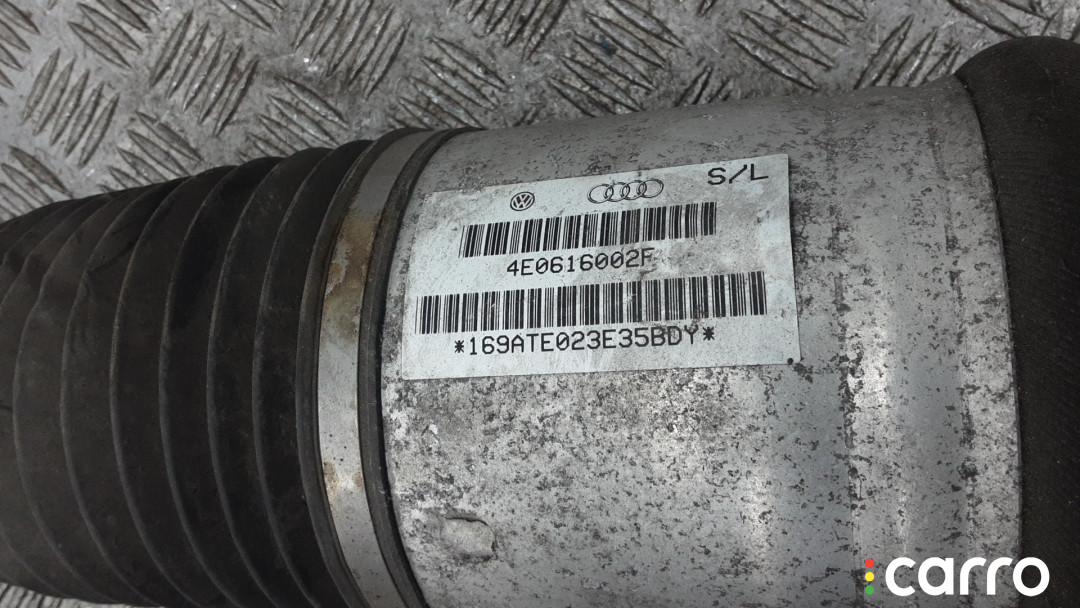 S/L
4E0616002F
*169ATE023E35BDY*
carro